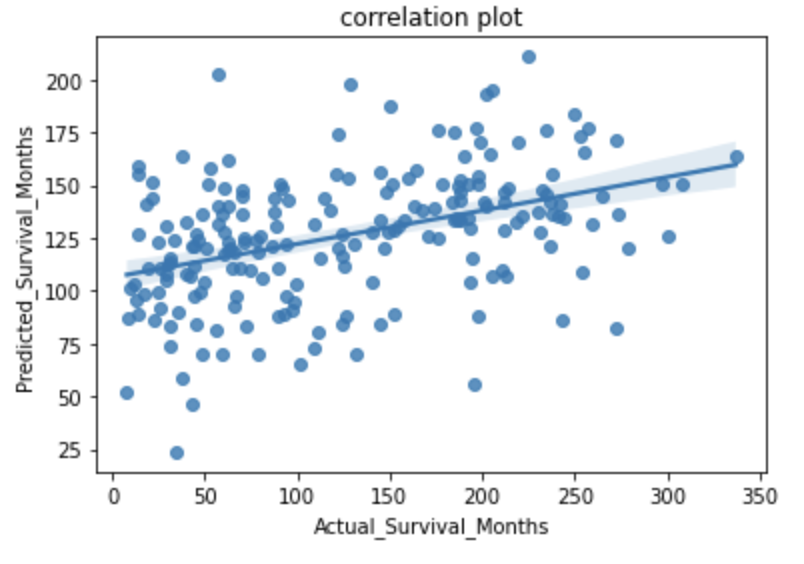 correlation plot
Predicted_Survival_Months
200
175
150
125
100
75
50
25
0 50 100 150 200 250 300 350
Actual_Survival_Months